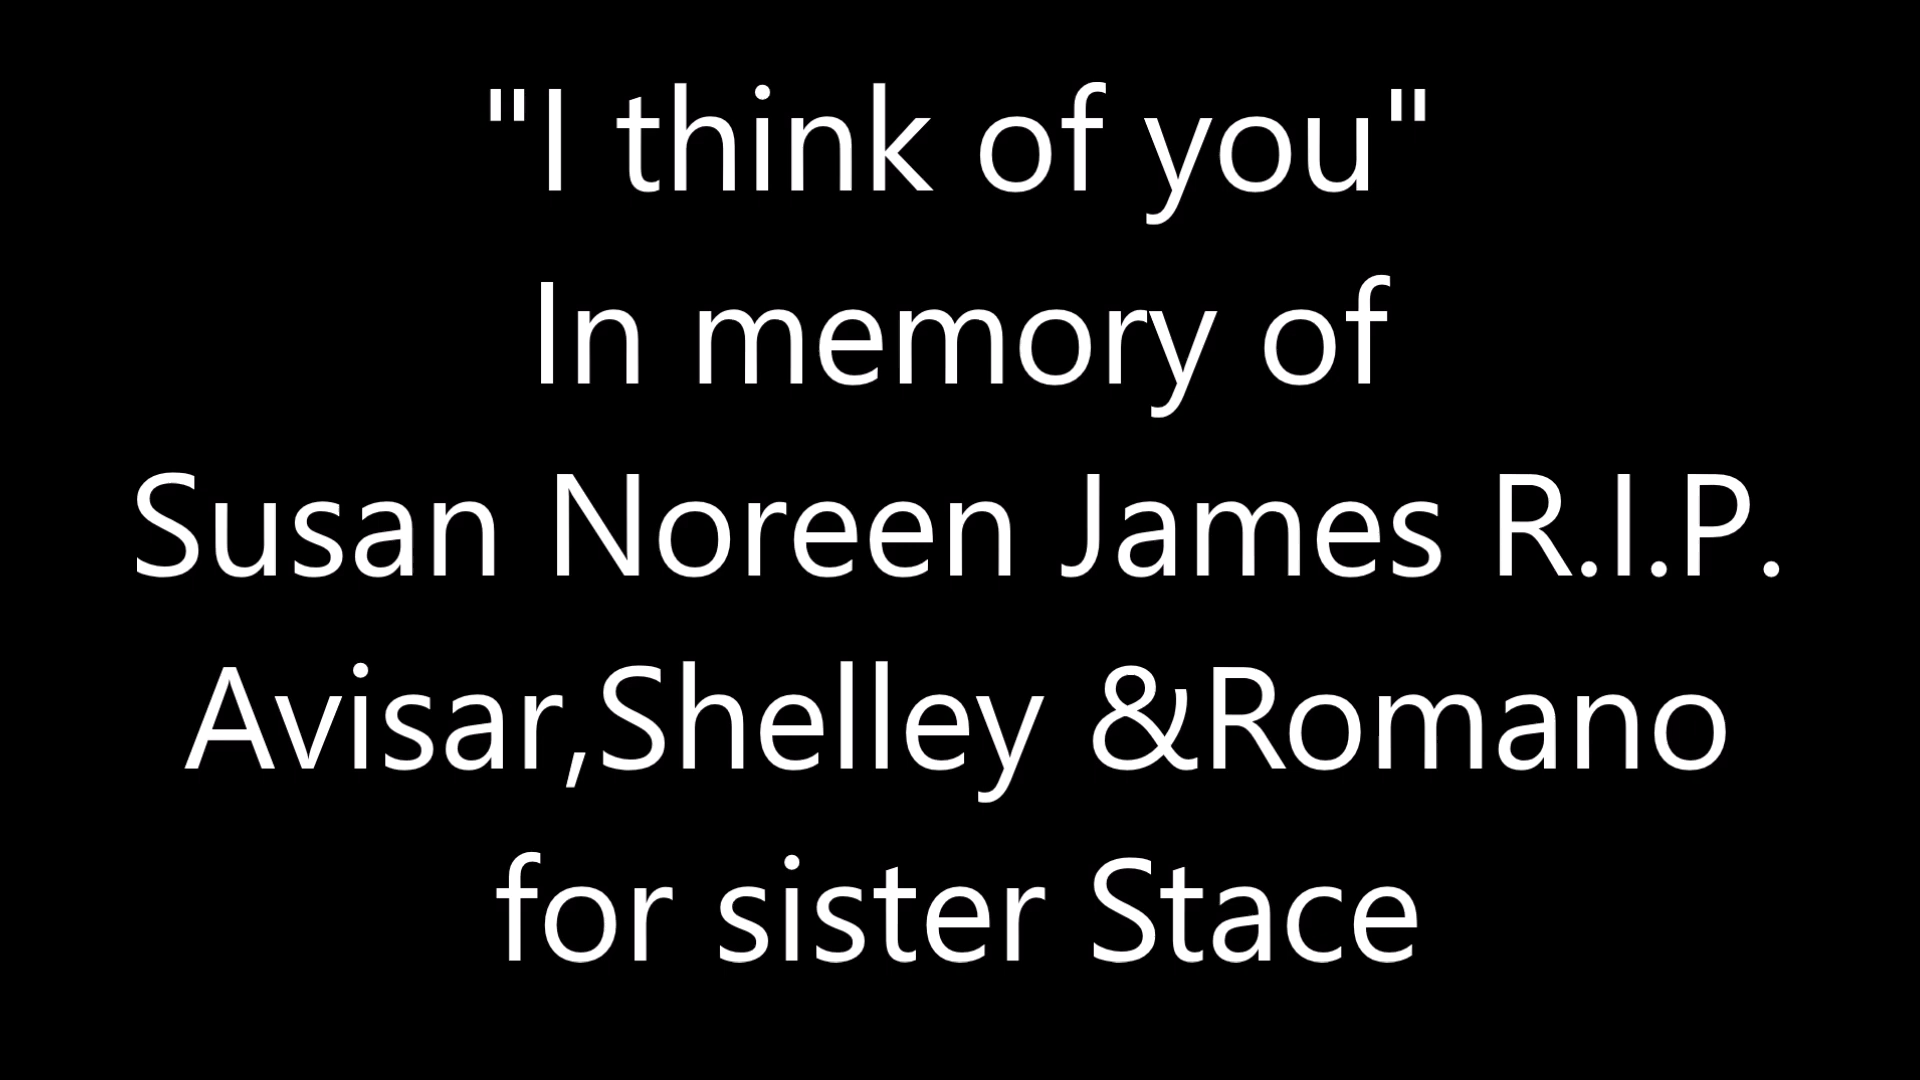 "I think of you"
In memory of
Susan Noreen James R.I.P.
Avisar,Shelley &Romano
for sister Stace